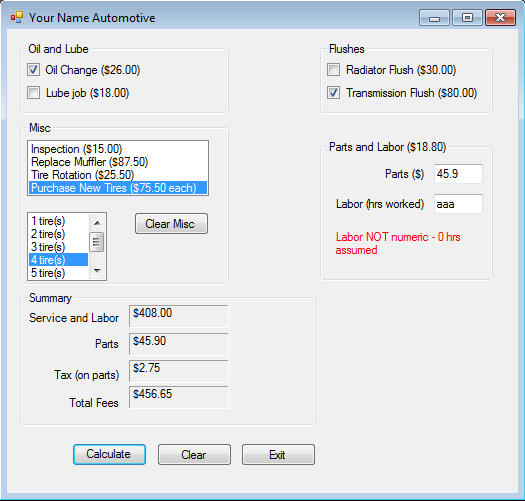 Your Name Automotive
Oil and Lube
Oil Change ($26.00)
Lube job ($18.00)
Flushes
Radiator Flush ($30.00)
Transmission Flush ($80.00)
Misc
Inspection ($15.00)
Replace Muffler ($87.50)
Tire Rotation ($25.50)
Purchase New Tires ($75.50 each)
1 tire(s)
2 tire(s)
3 tire(s)
4 tire(s)
5 tire(s)
Clear Misc
Parts and Labor ($18.80)
Parts ($) 45.9
Labor (hrs worked) aaa
Labor NOT numeric - 0 hrs
assumed
Summary
Service and Labor $408.00
Parts $45.90
Tax (on parts) $2.75
Total Fees $456.65
Calculate Clear Exit